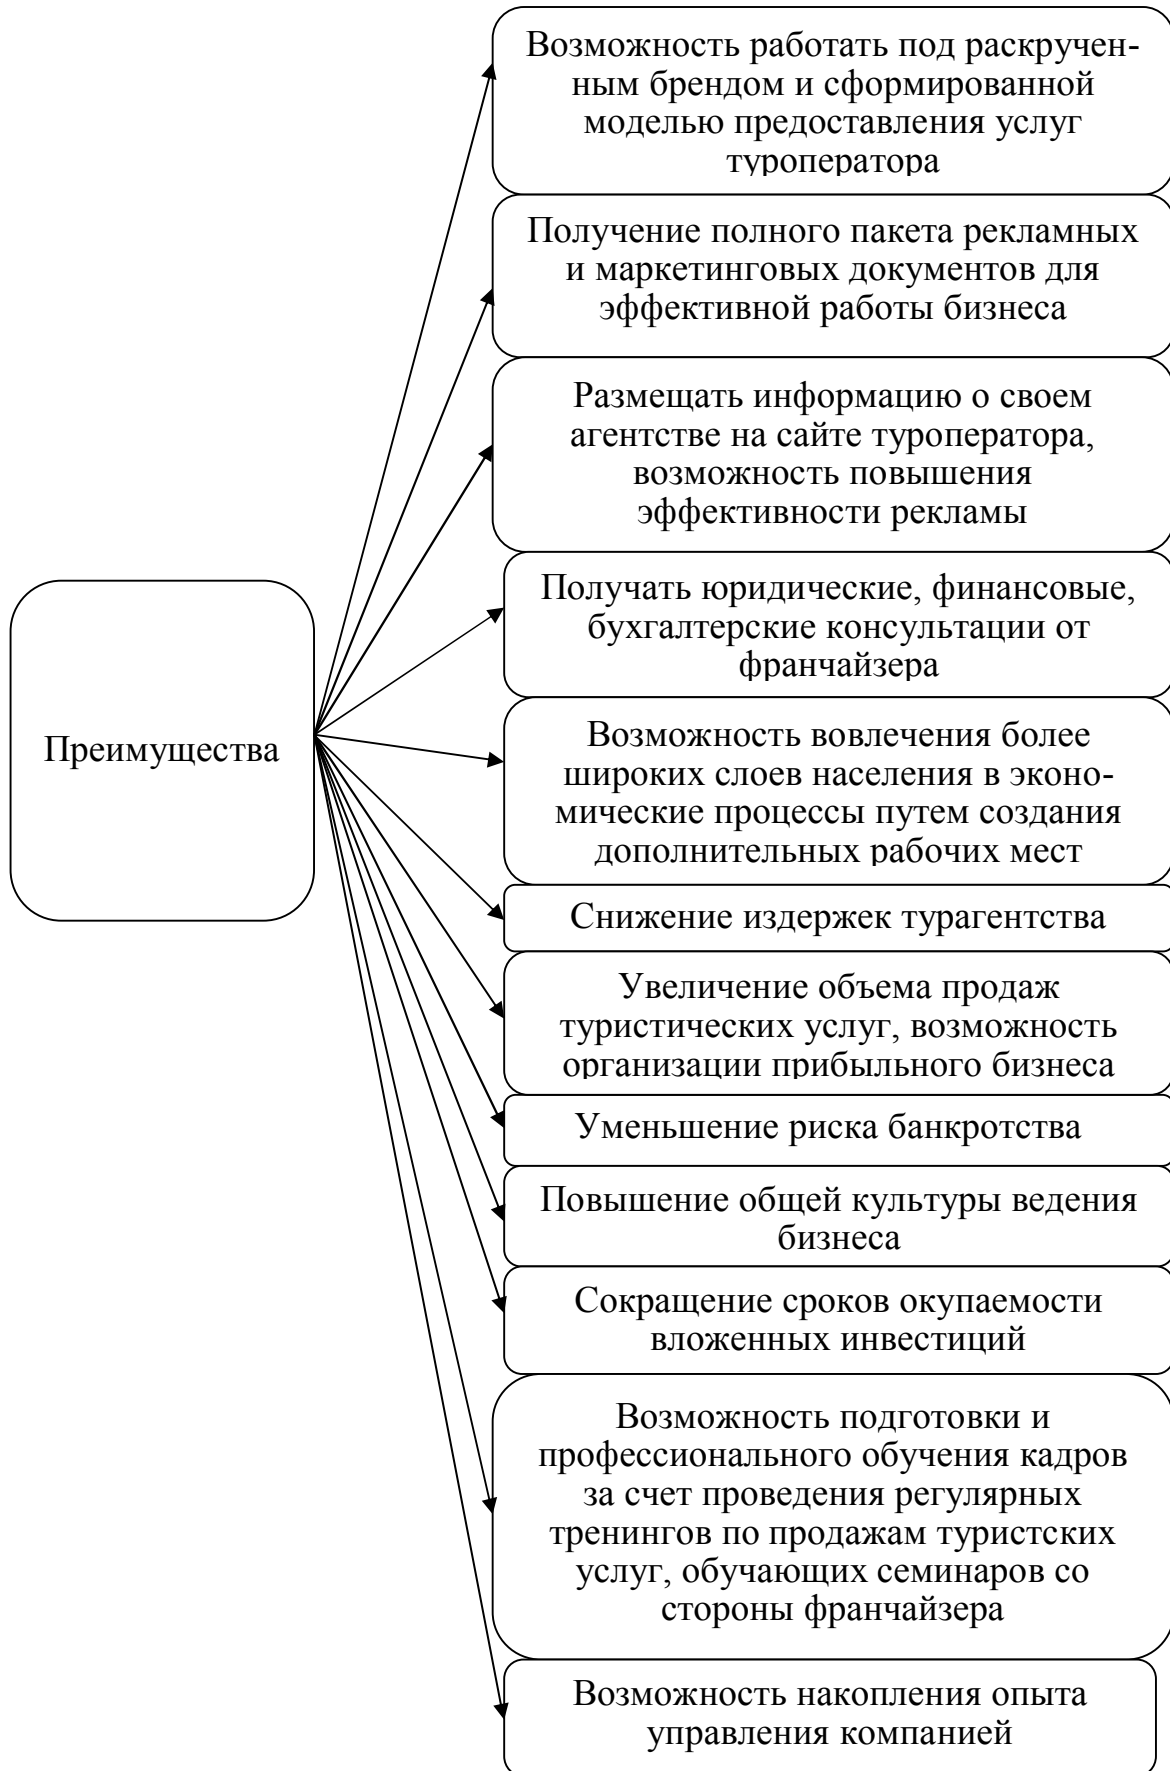 Возможность работать под раскручен-
ным брендом и сформированной
моделью предоставления услуг
туроператора
Получение полного пакета рекламных
и маркетинговых документов для
эффективной работы бизнеса
Размещать информацию о своем
агентстве на сайте туроператора,
возможность повышения
эффективности рекламы
Получать юридические, финансовые,
бухгалтерские консультации от
франчайзера
Преимущества
Возможность вовлечения более
широких слоев населения в эконо-
мические процессы путем создания
дополнительных рабочих мест
Снижение издержек турагентства
Увеличение объема продаж
туристических услуг, возможность
организации прибыльного бизнеса
Уменьшение риска банкротства
Повышение общей культуры ведения
бизнеса
Сокращение сроков окупаемости
вложенных инвестиций
Возможность подготовки и
профессионального обучения кадров
за счет проведения регулярных
тренингов по продажам туристских
услуг, обучающих семинаров со
стороны франчайзера
Возможность накопления опыта
управления компанией